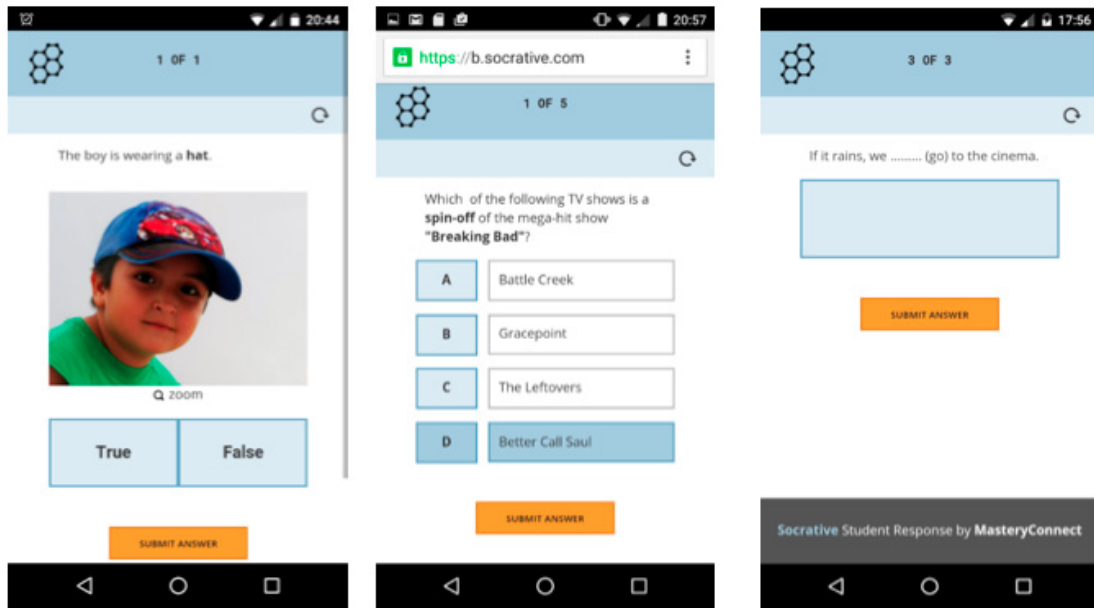 20:44
1 OF 1
The boy is wearing a hat.
zoom
True False
SUBMIT ANSWER
20:57
https://b.socrative.com
1 OF 5
Which of the following TV shows is a
spin-off of the mega-hit show
"Breaking Bad"?
A Battle Creek
B Gracepoint
C The Leftovers
D Better Call Saul
SUBMIT ANSWER
17:56
3 OF 3
If it rains, we ......... (go) to the cinema.
SUBMIT ANSWER
Socrative Student Response by MasteryConnect